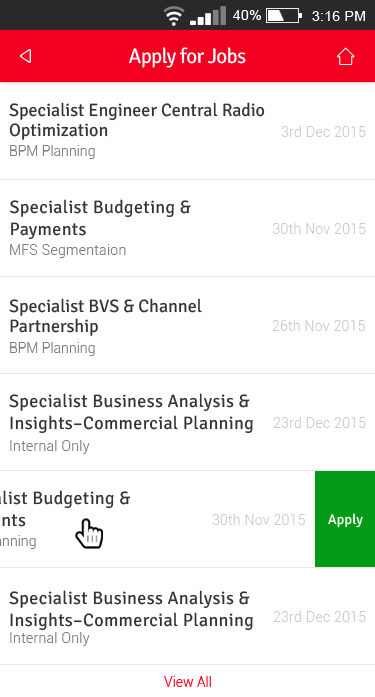 40% 3:16 PM
Apply for Jobs
Specialist Engineer Central Radio
Optimization
3rd Dec 2015
BPM Planning
Specialist Budgeting &
Payments
30th Nov 2015
MFS Segmentaion
Specialist BVS & Channel
Partnership
26th Nov 2015
BPM Planning
Specialist Business Analysis &
Insights–Commercial Planning
23rd Dec 2015
Internal Only
alist Budgeting &
nts
30th Nov 2015
Apply
anning
Specialist Business Analysis &
Insights–Commercial Planning
23rd Dec 2015
Internal Only
View All